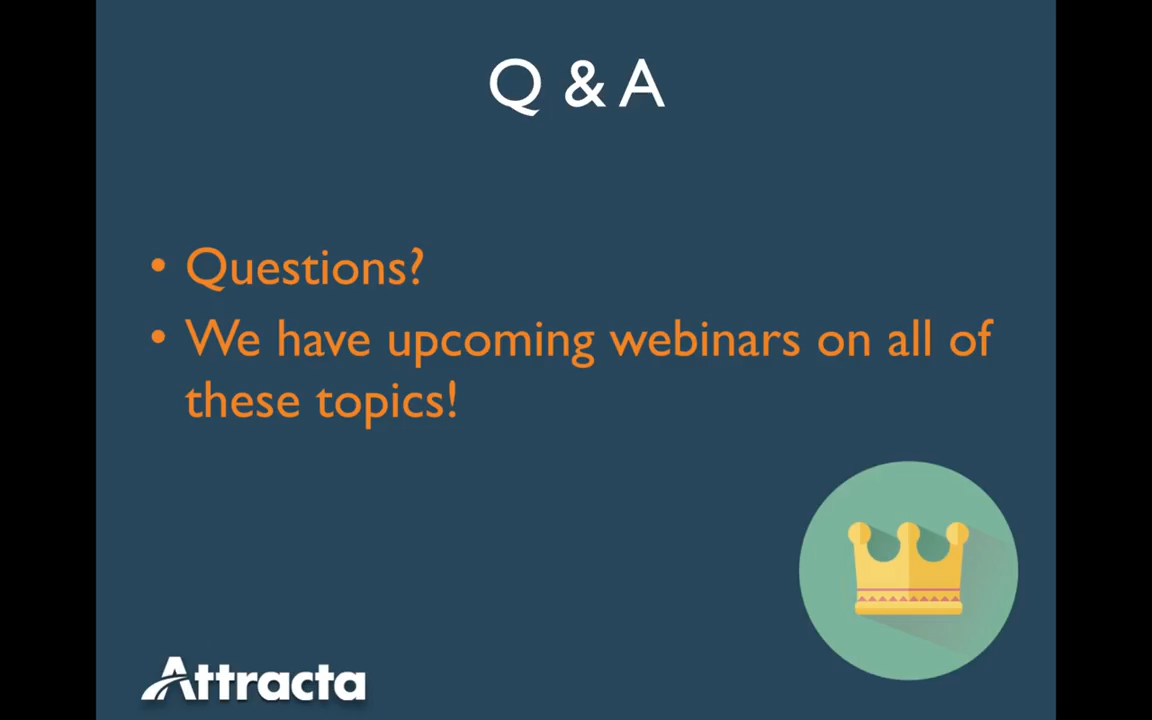 Q & A
• Questions?
• We have upcoming webinars on all of
these topics!
Attracta